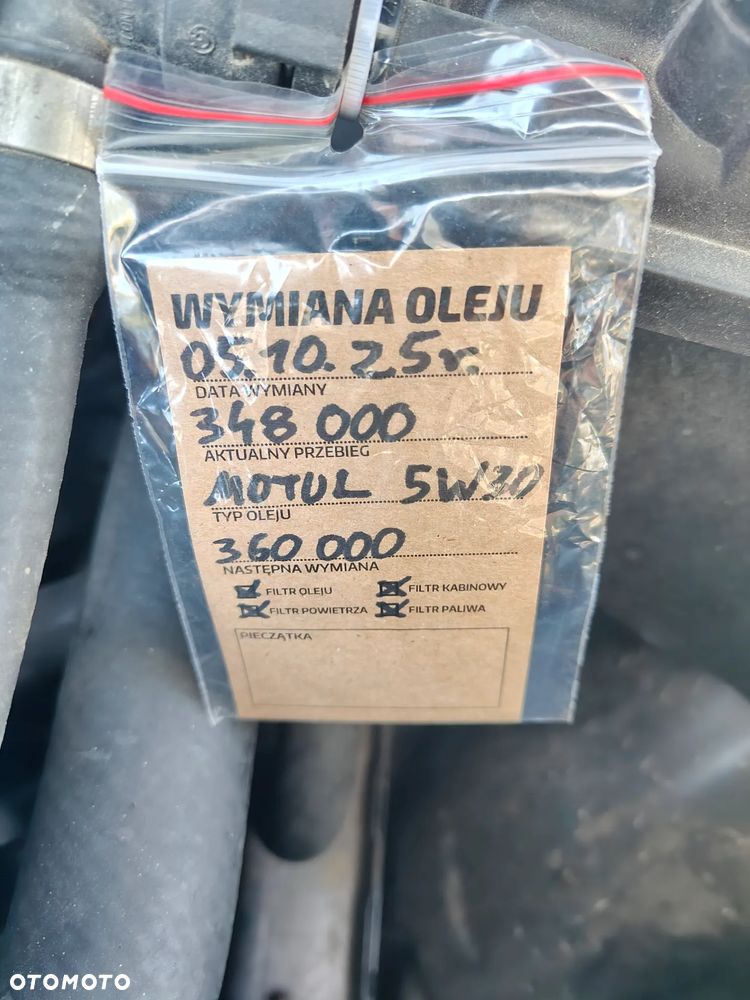 WYMIANA OLEJU
05.10.25r.
DATA WYMIANY
348 000
AKTUALNY PRZEBIEG
MOTUL 5W30
TYP OLEJU
360 000
NASTĘPNA WYMIANA
FILTR OLEJU FILTR KABINOWY
FILTR POWIETRZA FILTR PALIWA
PIECZĄTKA
OTOMOTO